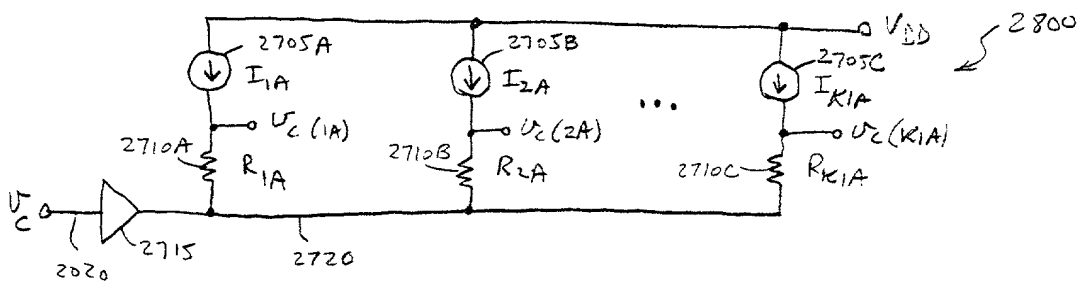 2705A
2705B
V_DD
2800
2705C
I_1A
I_2A
I_K1A
...
v_c(1A)
v_c(2A)
v_c(K1A)
2710A
2710B
2710C
R_1A
R_2A
R_K1A
v_c
2715
2720
2020